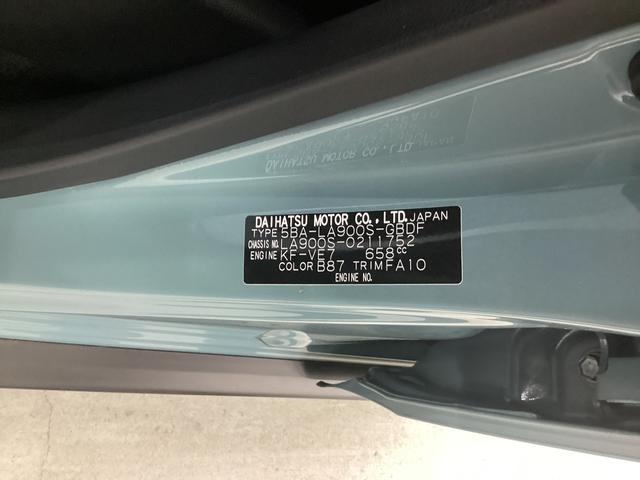 DAIHATSU MOTOR CO., LTD. JAPAN
TYPE 5BA-LA900S-GBDF
CHASSIS NO. LA900S-0211752
ENGINE KF-VE7 658cc
COLOR B87 TRIM FA10
ENGINE NO.